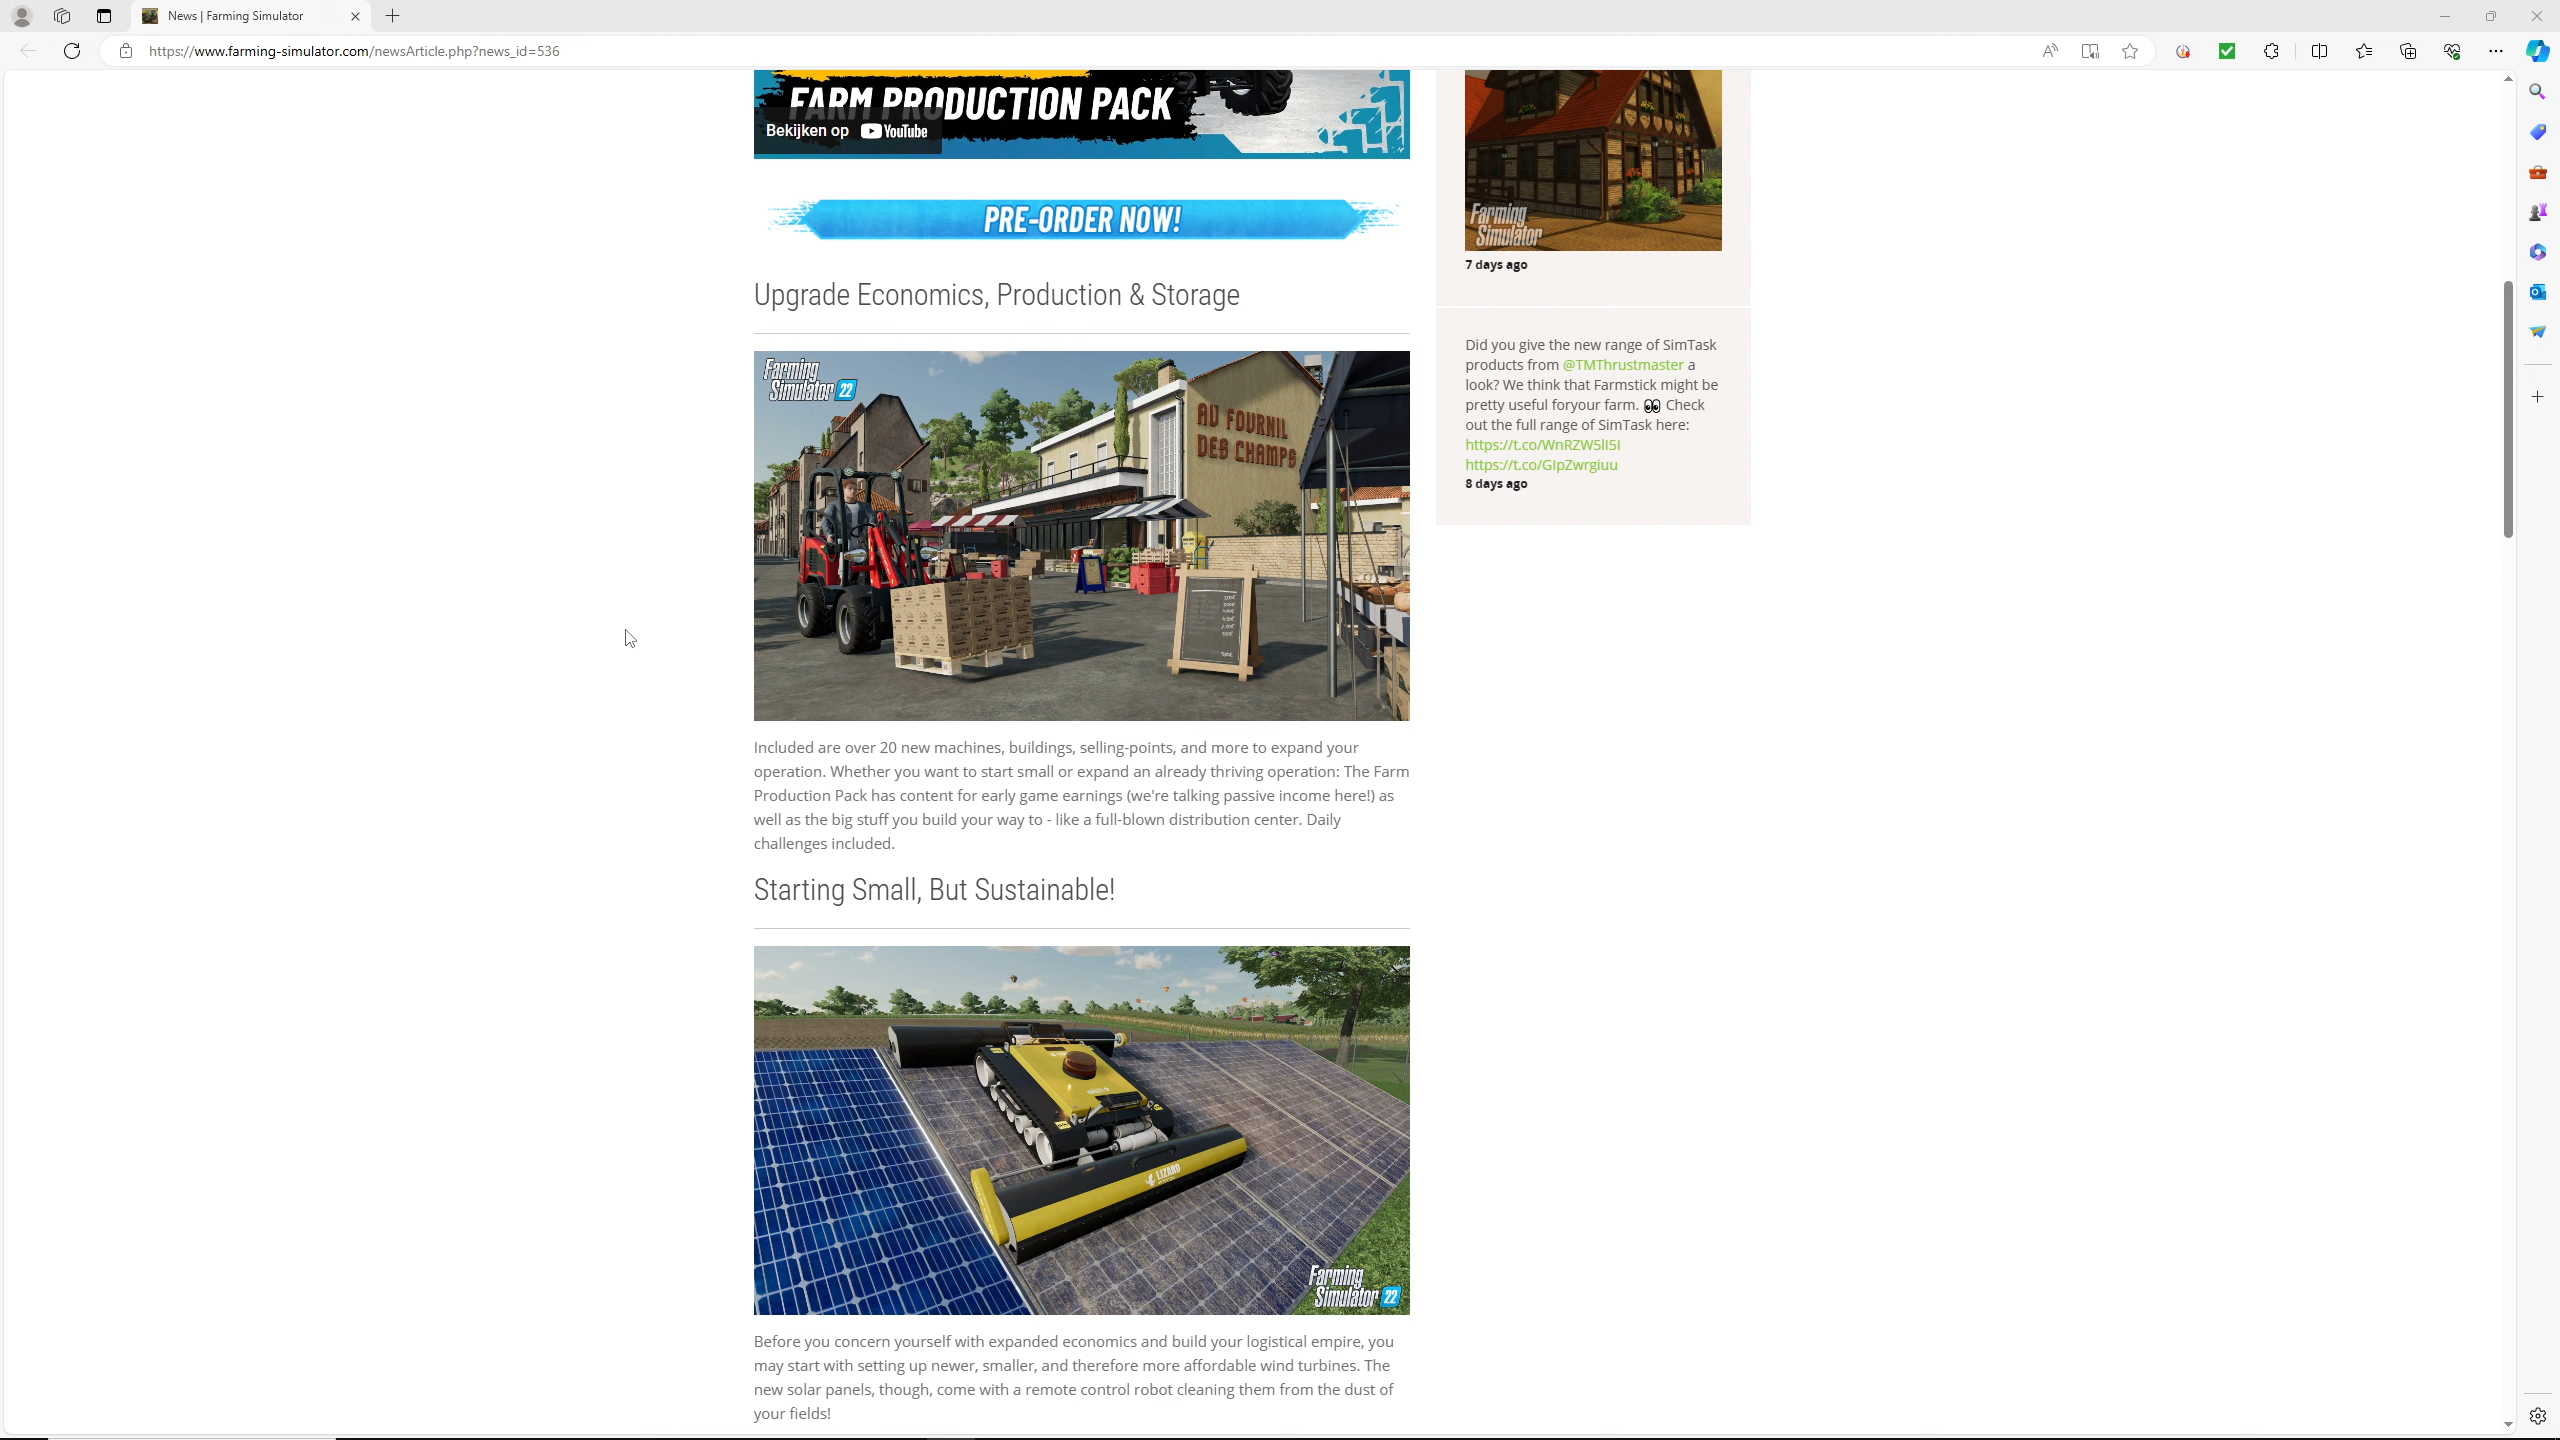 News | Farming Simulator
https://www.farming-simulator.com/newsArticle.php?news_id=536
FARM PRODUCTION PACK
Bekijken op YouTube
PRE-ORDER NOW!
Upgrade Economics, Production & Storage
Farming
Simulator 22
AU FOURNIL
DES CHAMPS
Included are over 20 new machines, buildings, selling-points, and more to expand your
operation. Whether you want to start small or expand an already thriving operation: The Farm
Production Pack has content for early game earnings (we're talking passive income here!) as
well as the big stuff you build your way to - like a full-blown distribution center. Daily
challenges included.
Starting Small, But Sustainable!
LIZARD
Farming
Simulator 22
Before you concern yourself with expanded economics and build your logistical empire, you
may start with setting up newer, smaller, and therefore more affordable wind turbines. The
new solar panels, though, come with a remote control robot cleaning them from the dust of
your fields!
Farming
Simulator
7 days ago
Did you give the new range of SimTask
products from @TMThrustmaster a
look? We think that Farmstick might be
pretty useful foryour farm. 👀 Check
out the full range of SimTask here:
https://t.co/WnRZW5lI5I
https://t.co/GIpZwrgiuu
8 days ago